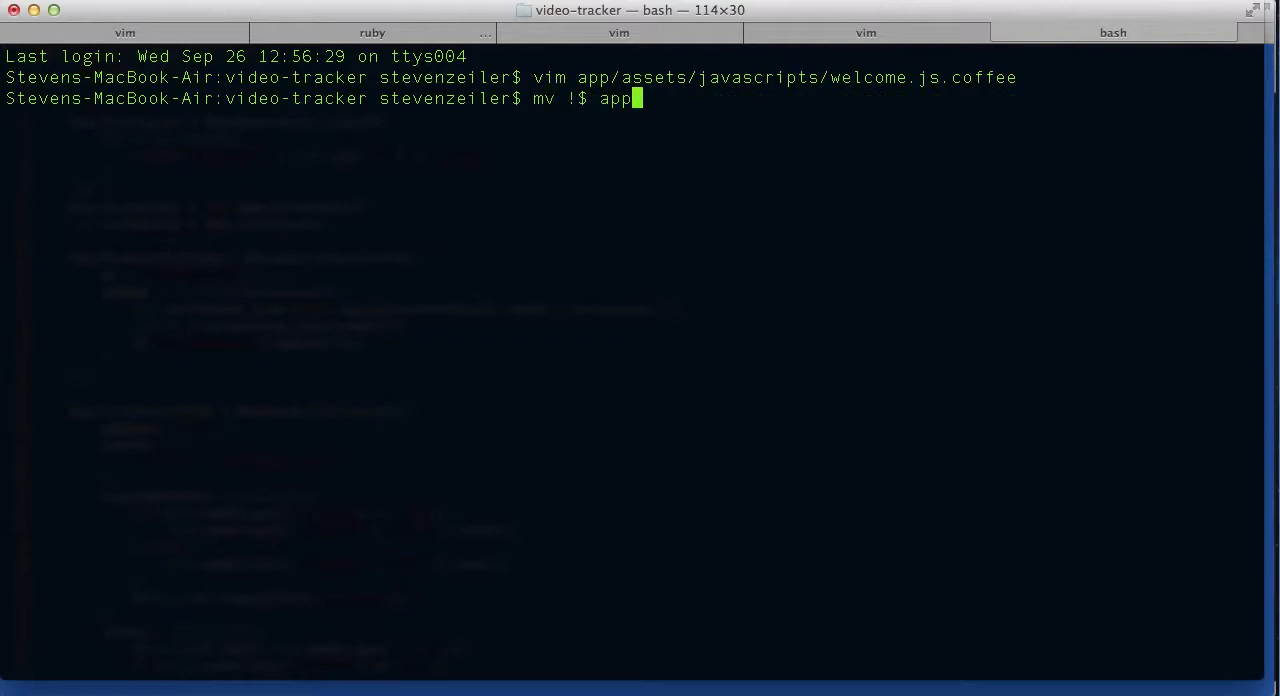 video-tracker — bash — 114×30
vim ruby ... vim vim bash
Last login: Wed Sep 26 12:56:29 on ttys004
Stevens-MacBook-Air:video-tracker stevenzeiler$ vim app/assets/javascripts/welcome.js.coffee
Stevens-MacBook-Air:video-tracker stevenzeiler$ mv !$ app